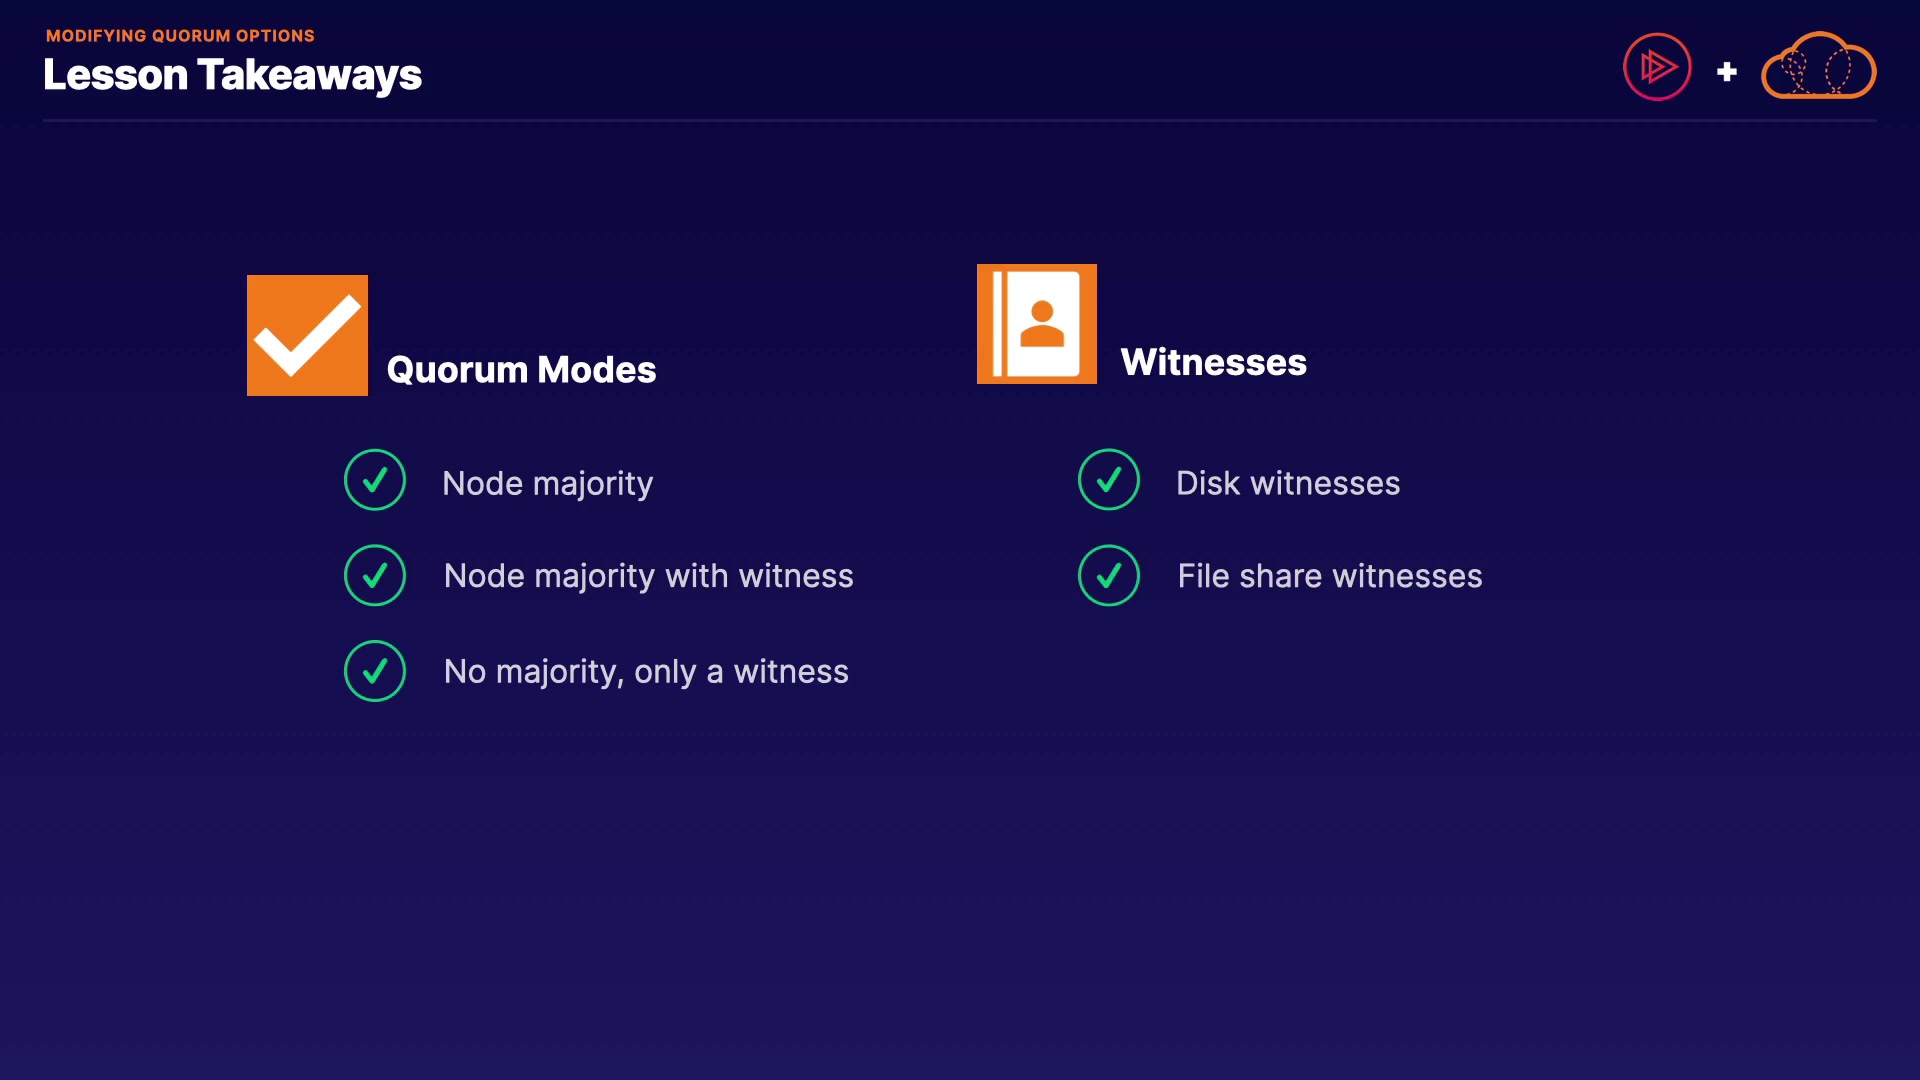 MODIFYING QUORUM OPTIONS
Lesson Takeaways
Quorum Modes
Node majority
Node majority with witness
No majority, only a witness
Witnesses
Disk witnesses
File share witnesses